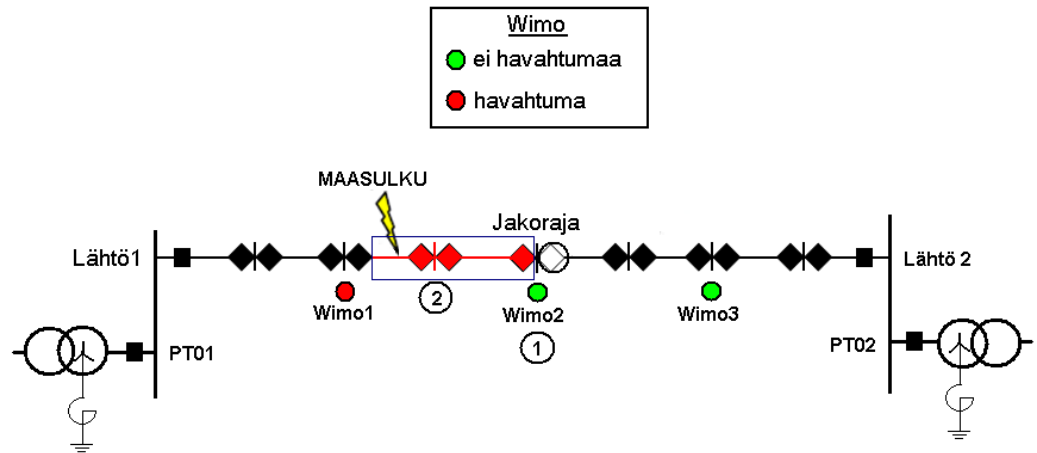 Wimo
ei havahtumaa
havahtuma
MAASULKU
Jakoraja
Lähtö1
Lähtö 2
Wimo1
2
Wimo2
Wimo3
1
PT01
PT02